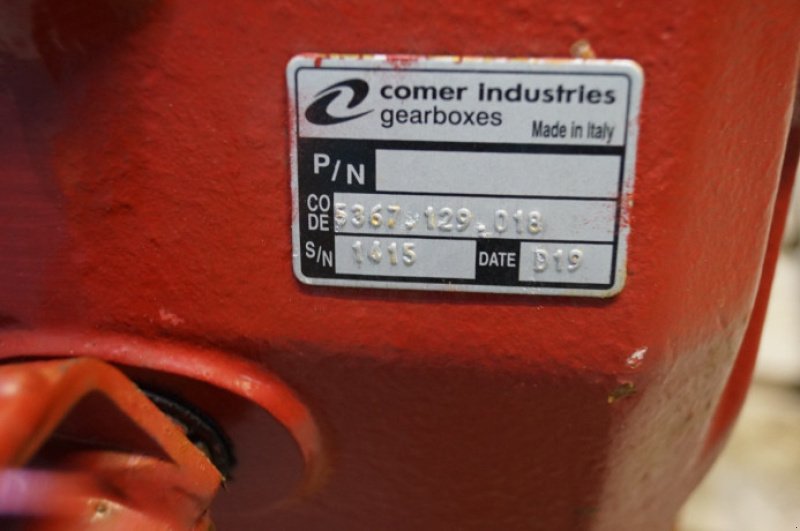 comer industries
gearboxes
Made in Italy
P/N
CODE 5367.129.018
S/N 1415 DATE D19